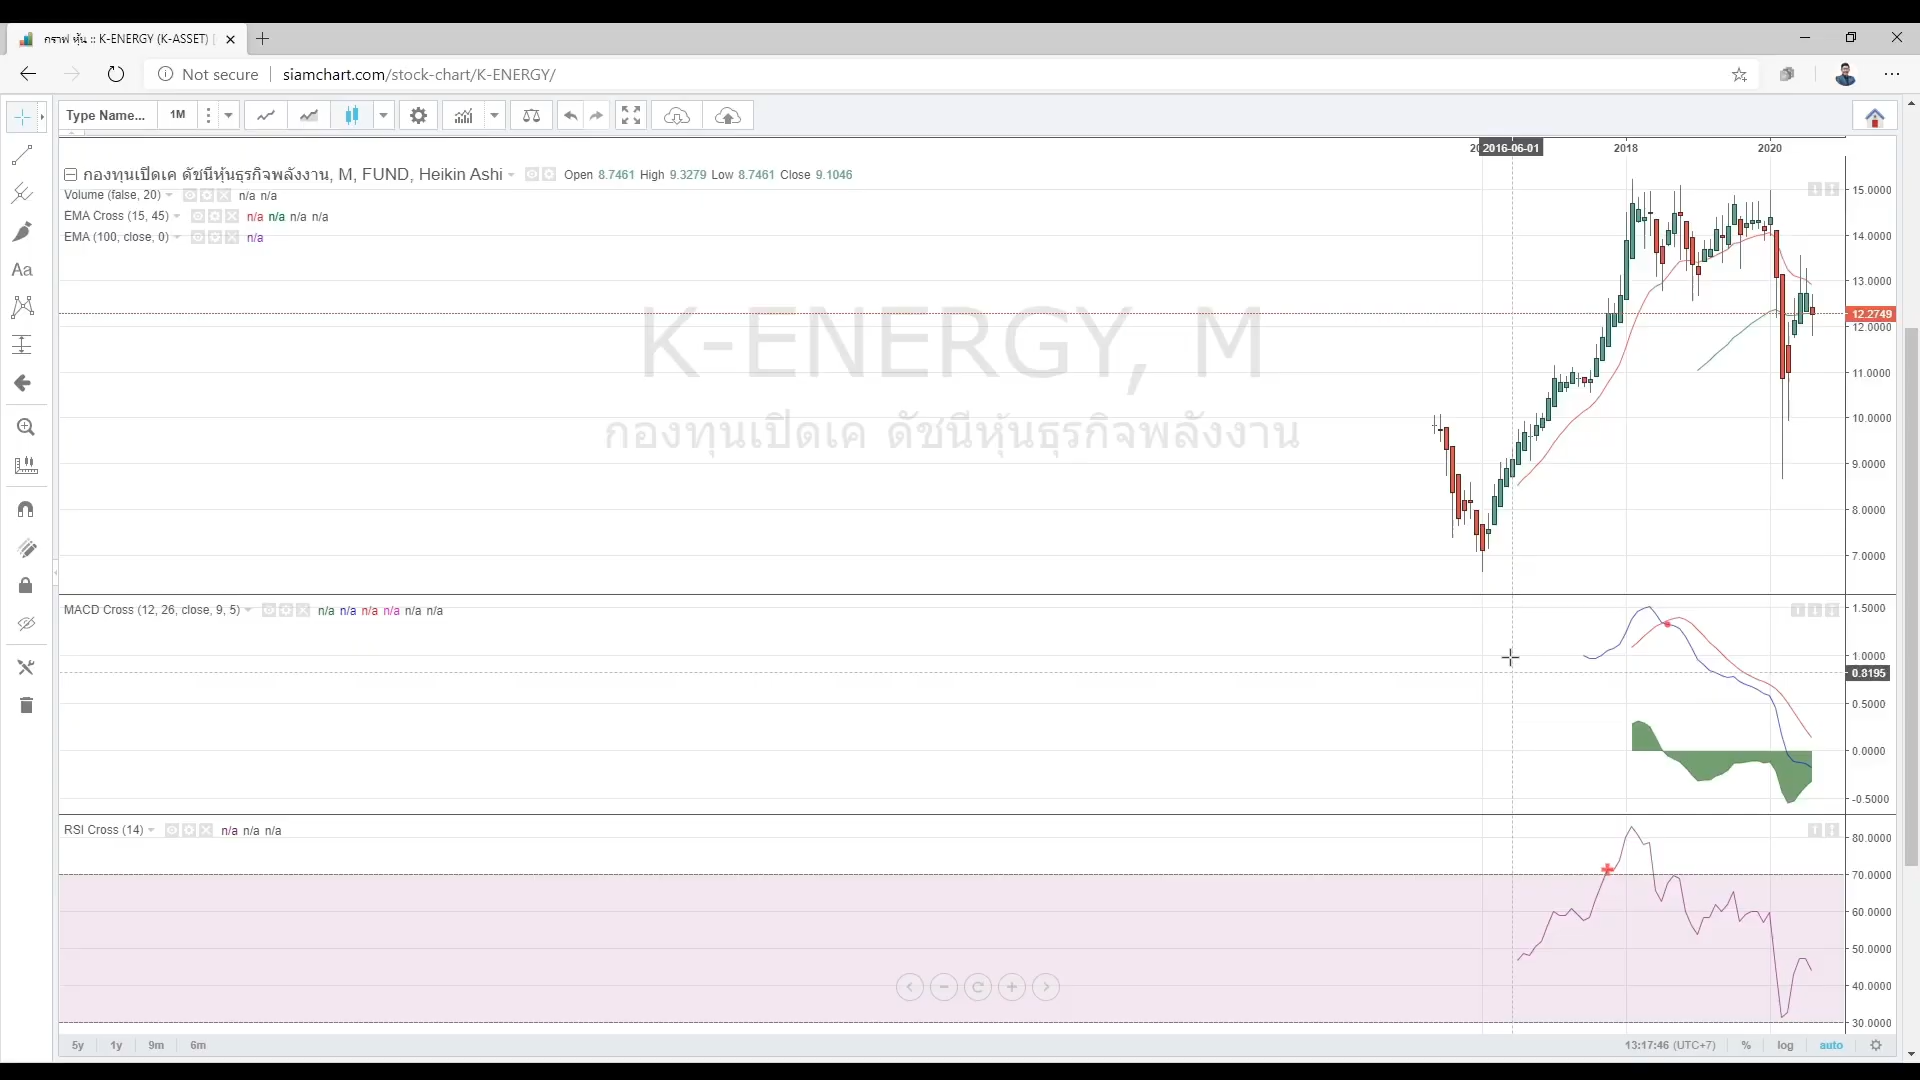 กราฟ หุ้น :: K-ENERGY (K-ASSET) [
Not secure siamchart.com/stock-chart/K-ENERGY/
Type Name... 1M
2016-06-01 2018 2020
กองทุนเปิดเค ดัชนีหุ้นธุรกิจพลังงาน, M, FUND, Heikin Ashi Open 8.7461 High 9.3279 Low 8.7461 Close 9.1046
Volume (false, 20) n/a n/a
EMA Cross (15, 45) n/a n/a n/a n/a
EMA (100, close, 0) n/a
Aa
K-ENERGY, M
กองทุนเปิดเค ดัชนีหุ้นธุรกิจพลังงาน
15.0000
14.0000
13.0000
12.2749
12.0000
11.0000
10.0000
9.0000
8.0000
7.0000
MACD Cross (12, 26, close, 9, 5) n/a n/a n/a n/a n/a n/a
1.5000
1.0000
0.8195
0.5000
0.0000
-0.5000
RSI Cross (14) n/a n/a n/a
80.0000
70.0000
60.0000
50.0000
40.0000
30.0000
5y 1y 9m 6m 13:17:46 (UTC+7) % log auto